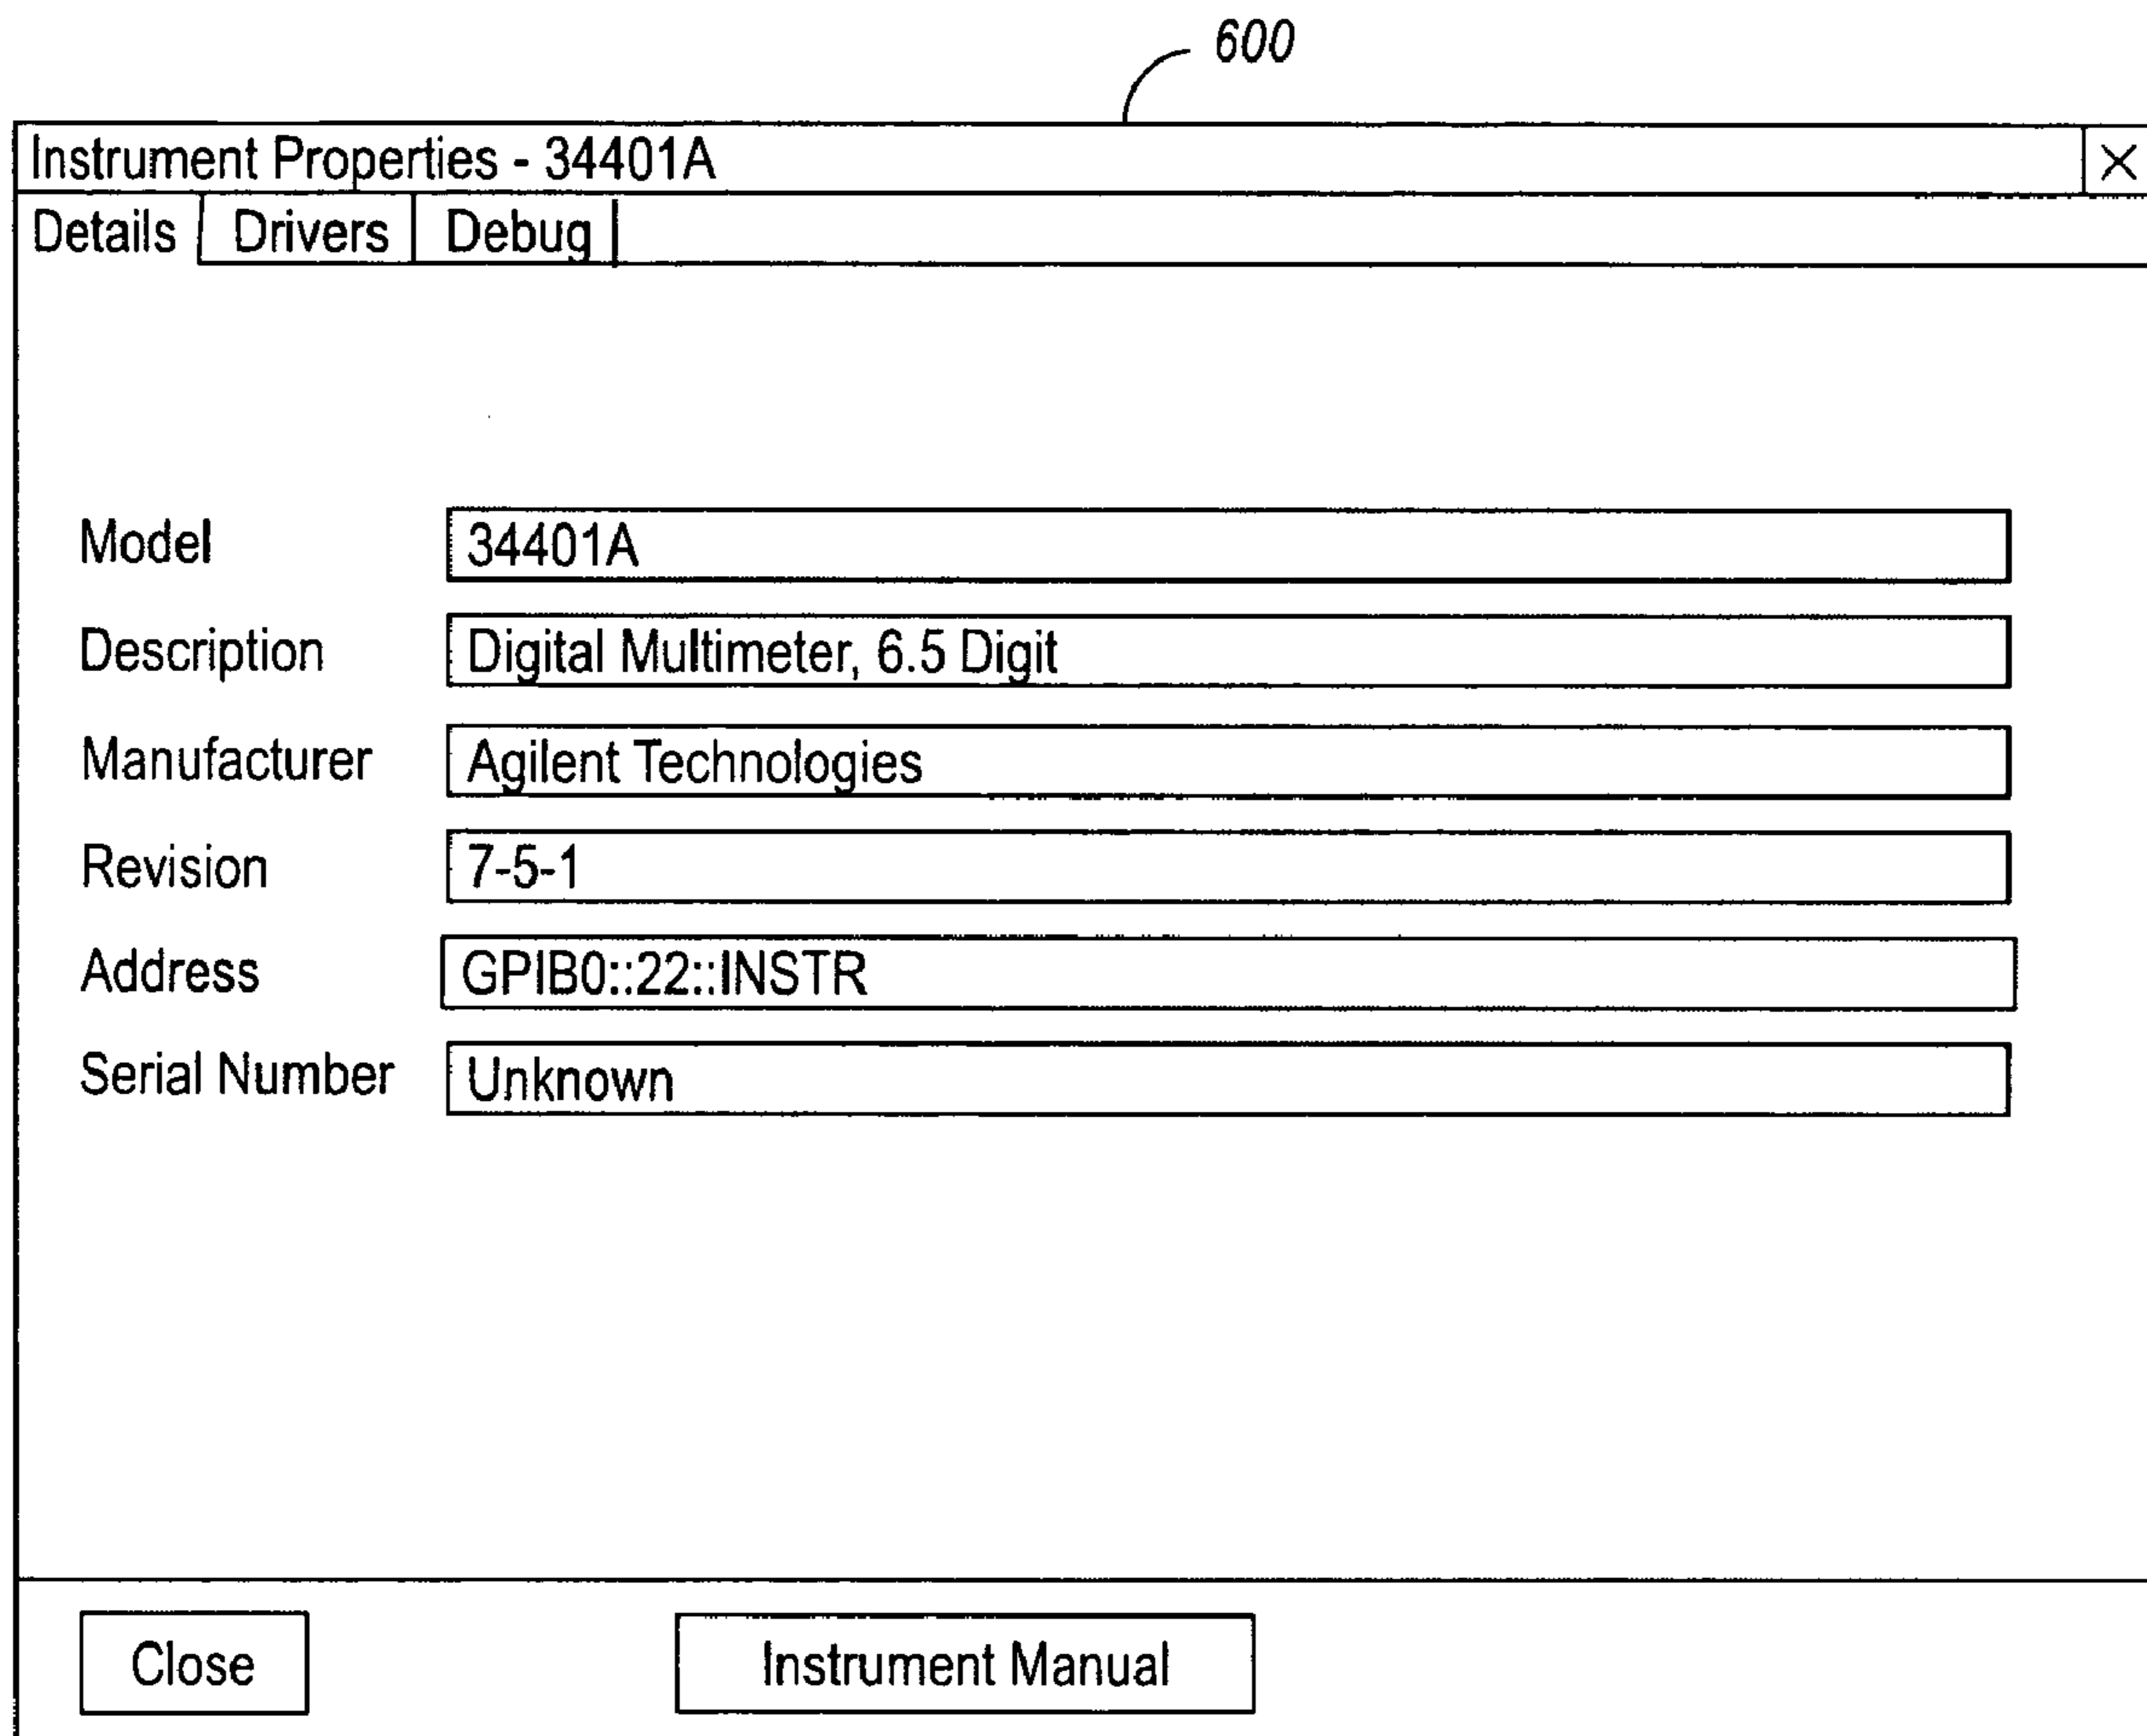 600
Instrument Properties - 34401A X
Details Drivers Debug
Model 34401A
Description Digital Multimeter, 6.5 Digit
Manufacturer Agilent Technologies
Revision 7-5-1
Address GPIB0::22::INSTR
Serial Number Unknown
Close Instrument Manual